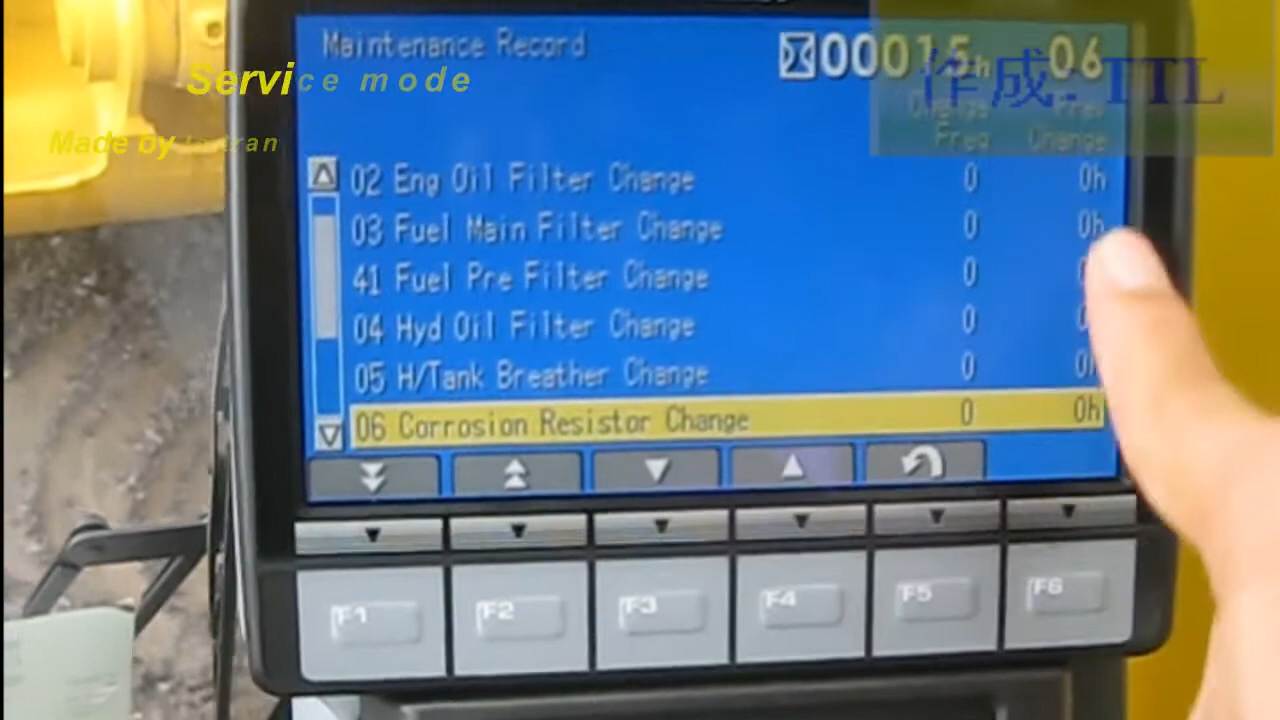 Maintenance Record
00015 h 06
Service mode
作成: TTL
Change Prev
Made by Imran
Freq Change
02 Eng Oil Filter Change 0 0h
03 Fuel Main Filter Change 0 0h
41 Fuel Pre Filter Change 0
04 Hyd Oil Filter Change 0
05 H/Tank Breather Change 0 0h
06 Corrosion Resistor Change 0 0h
F1 F2 F3 F4 F5 F6